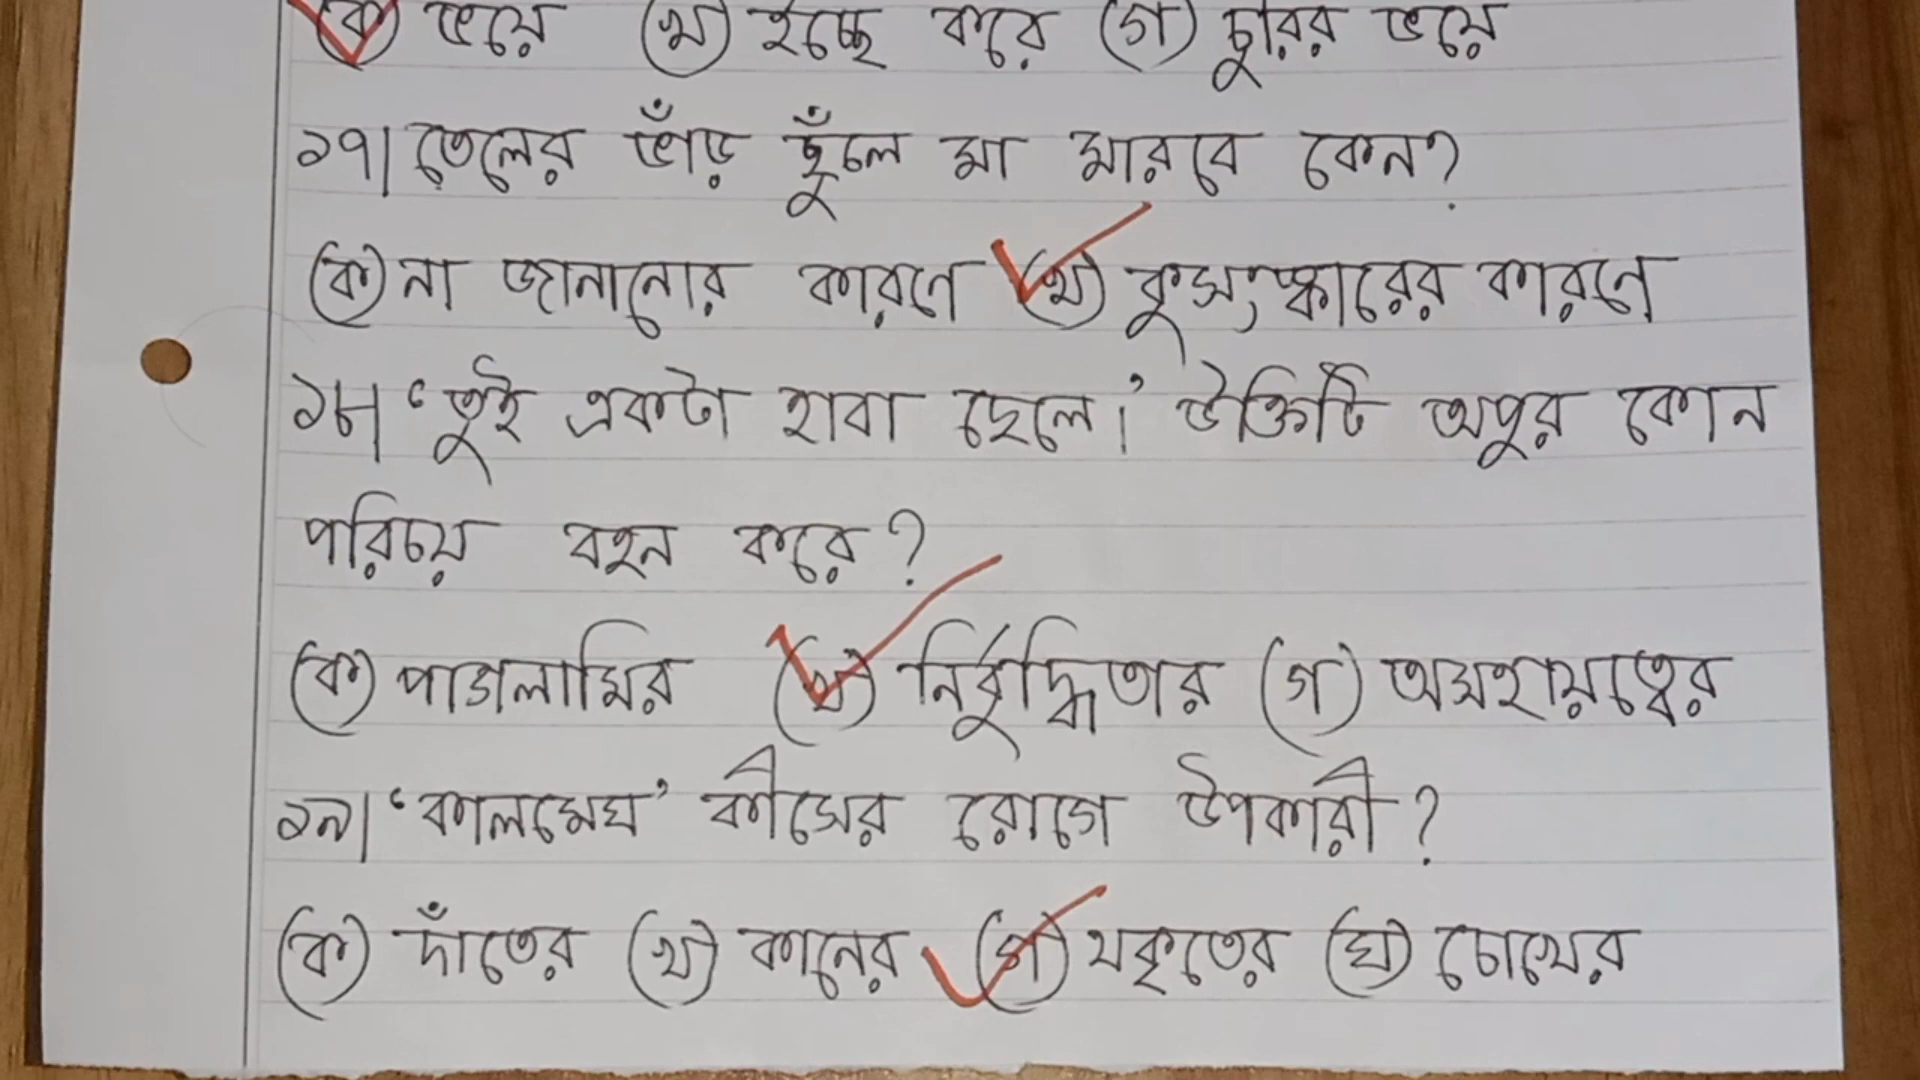 (ক) ভয়ে (খ) ইচ্ছে করে (গ) চুরির ভয়ে
১৭। তেলের ভাঁড় ছুঁলে মা মারবে কেন?
(ক) না জানানোর কারণে (খ) কুসংস্কারের কারণে
১৮। ‘তুই একটা হাবা ছেলে।’ উক্তিটি অপুর কোন
পরিচয় বহন করে?
(ক) পাগলামির (খ) নির্বুদ্ধিতার (গ) অসহায়ত্বের
১৯। ‘কালমেঘ’ কীসের রোগে উপকারী?
(ক) দাঁতের (খ) কানের (গ) যকৃতের (ঘ) চোখের